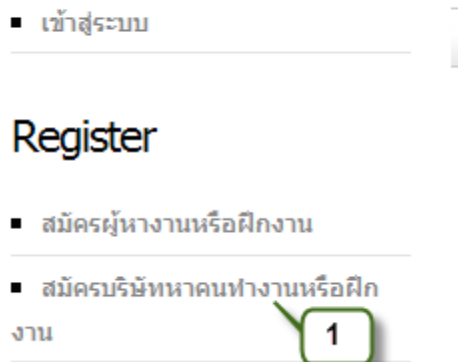 เข้าสู่ระบบ
Register
สมัครผู้หางานหรือฝึกงาน
สมัครบริษัทหาคนทำงานหรือฝึก
งาน
1